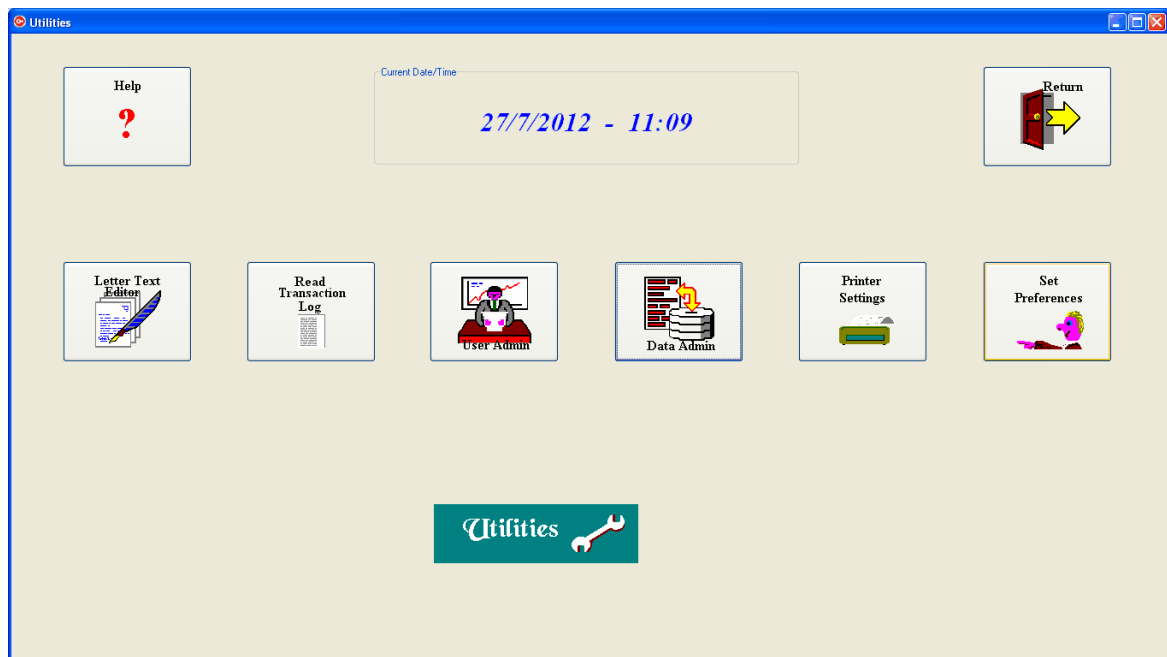 Utilities
Help
?
Current Date/Time
27/7/2012 - 11:09
Return
Letter Text
Editor
Read
Transaction
Log
User Admin
Data Admin
Printer
Settings
Set
Preferences
Utilities